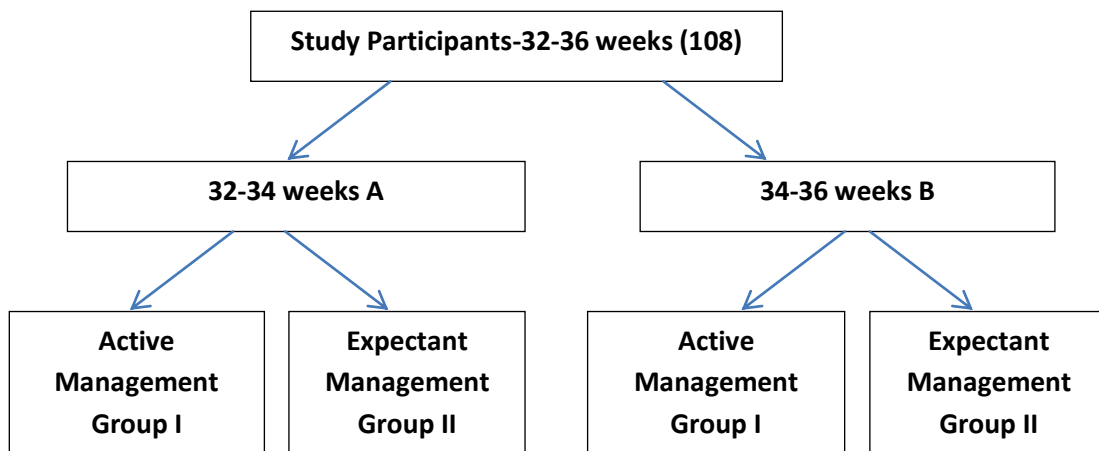 Study Participants-32-36 weeks (108)
32-34 weeks A
34-36 weeks B
Active
Management
Group I
Expectant
Management
Group II
Active
Management
Group I
Expectant
Management
Group II